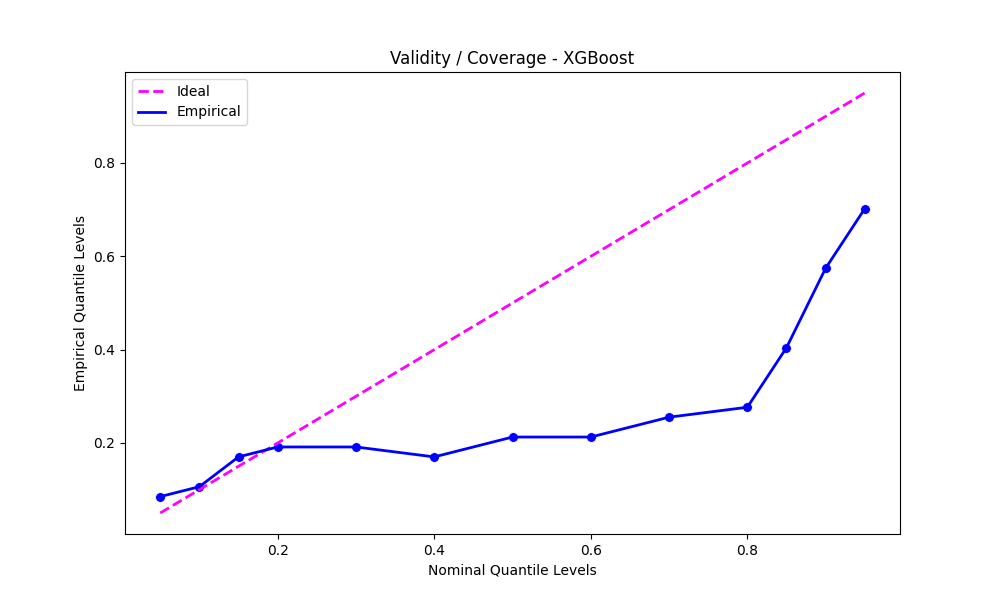 Validity / Coverage - XGBoost
Ideal
Empirical
Empirical Quantile Levels
0.8
0.6
0.4
0.2
0.2 0.4 0.6 0.8
Nominal Quantile Levels